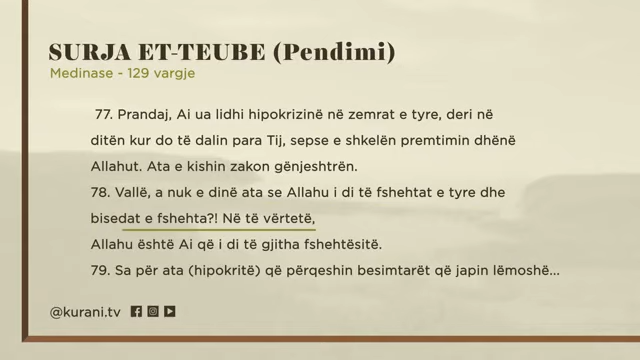 SURJA ET-TEUBE (Pendimi)
Medinase - 129 vargje
77. Prandaj, Ai ua lidhi hipokrizinë në zemrat e tyre, deri në
ditën kur do të dalin para Tij, sepse e shkelën premtimin dhënë
Allahut. Ata e kishin zakon gënjeshtrën.
78. Vallë, a nuk e dinë ata se Allahu i di të fshehtat e tyre dhe
bisedat e fshehta?! Në të vërtetë,
Allahu është Ai që i di të gjitha fshehtësitë.
79. Sa për ata (hipokritë) që përqeshin besimtarët që japin lëmoshë...
@kurani.tv